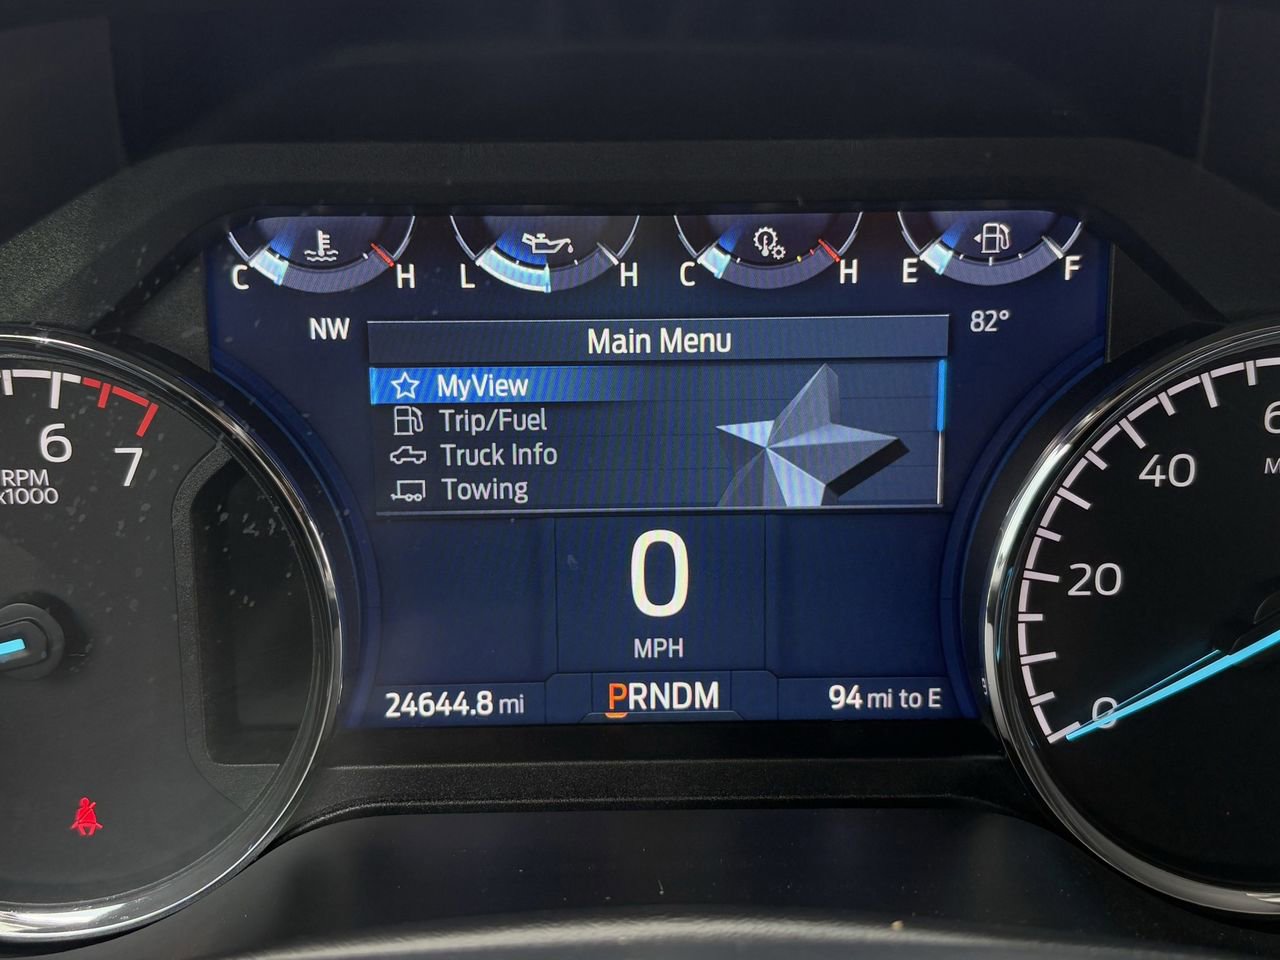 C H
L H
C H
E F
NW
82°
Main Menu
MyView
Trip/Fuel
Truck Info
Towing
6
7
RPM
x1000
40
20
0
0
MPH
24644.8 mi
PRNDM
94 mi to E